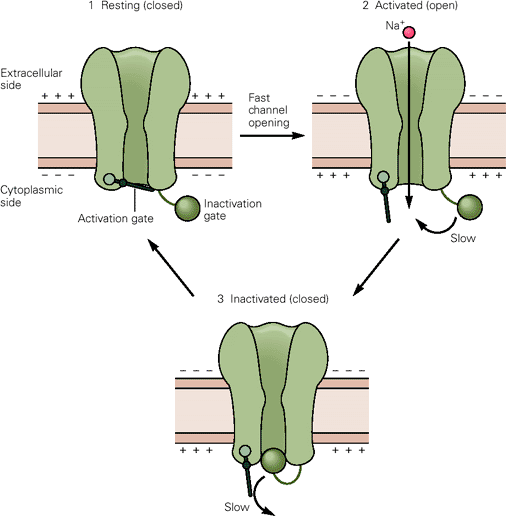 1 Resting (closed)
2 Activated (open)
Na+
Extracellular
side
+ + + +
+ + + +
Fast
channel
opening
– – – –
– – – –
– – – –
– – – –
+ + + +
+ + +
Cytoplasmic
side
Activation gate
Inactivation
gate
Slow
3 Inactivated (closed)
– – – –
– – – –
+ + + +
+ + +
Slow